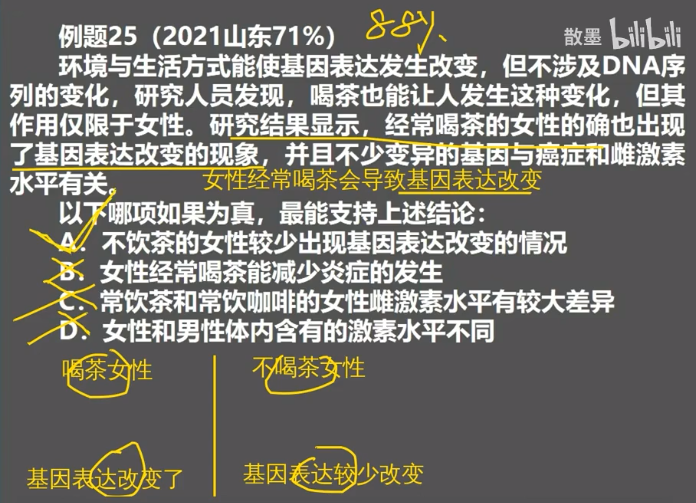 例题25（2021山东71%）
88%
散墨 bilibili
环境与生活方式能使基因表达发生改变，但不涉及DNA序
列的变化，研究人员发现，喝茶也能让人发生这种变化，但其
作用仅限于女性。研究结果显示，经常喝茶的女性的确也出现
了基因表达改变的现象，并且不少变异的基因与癌症和雌激素
水平有关。
女性经常喝茶会导致基因表达改变
以下哪项如果为真，最能支持上述结论：
A．不饮茶的女性较少出现基因表达改变的情况
B．女性经常喝茶能减少炎症的发生
C．常饮茶和常饮咖啡的女性雌激素水平有较大差异
D．女性和男性体内含有的激素水平不同
喝茶女性
不喝茶女性
基因表达改变了
基因表达较少改变